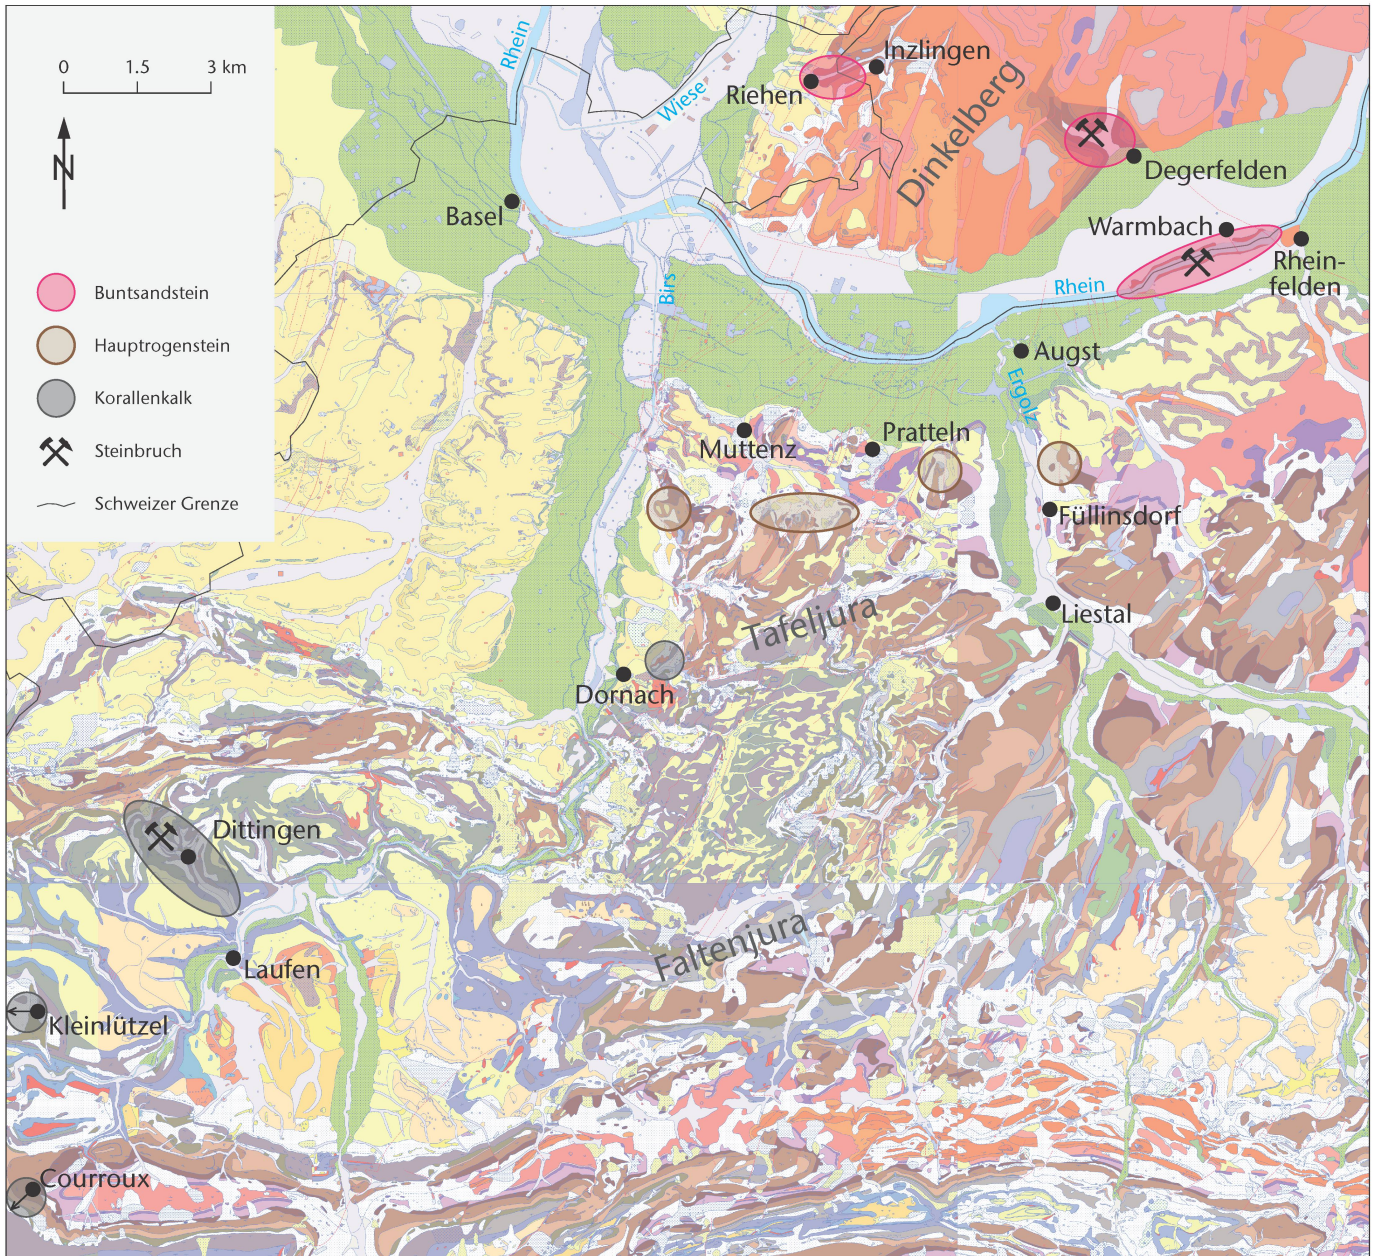 0 1.5 3 km
N
Buntsandstein
Hauptrogenstein
Korallenkalk
Steinbruch
Schweizer Grenze
Rhein
Wiese
Riehen
Inzlingen
Dinkelberg
Degerfelden
Basel
Warmbach
Rhein-
felden
Birs
Rhein
Augst
Ergolz
Muttenz
Pratteln
Füllinsdorf
Liestal
Tafeljura
Dornach
Dittingen
Faltenjura
Laufen
Kleinlützel
Courroux